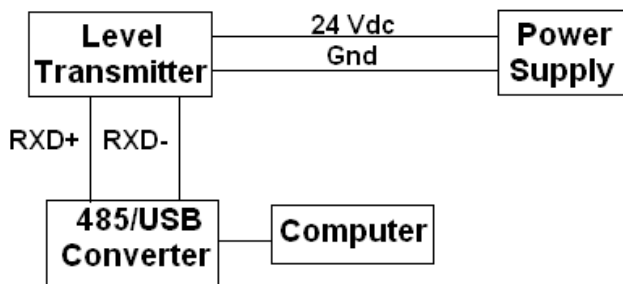 Level
Transmitter
24 Vdc
Gnd
Power
Supply
RXD+
RXD-
485/USB
Converter
Computer